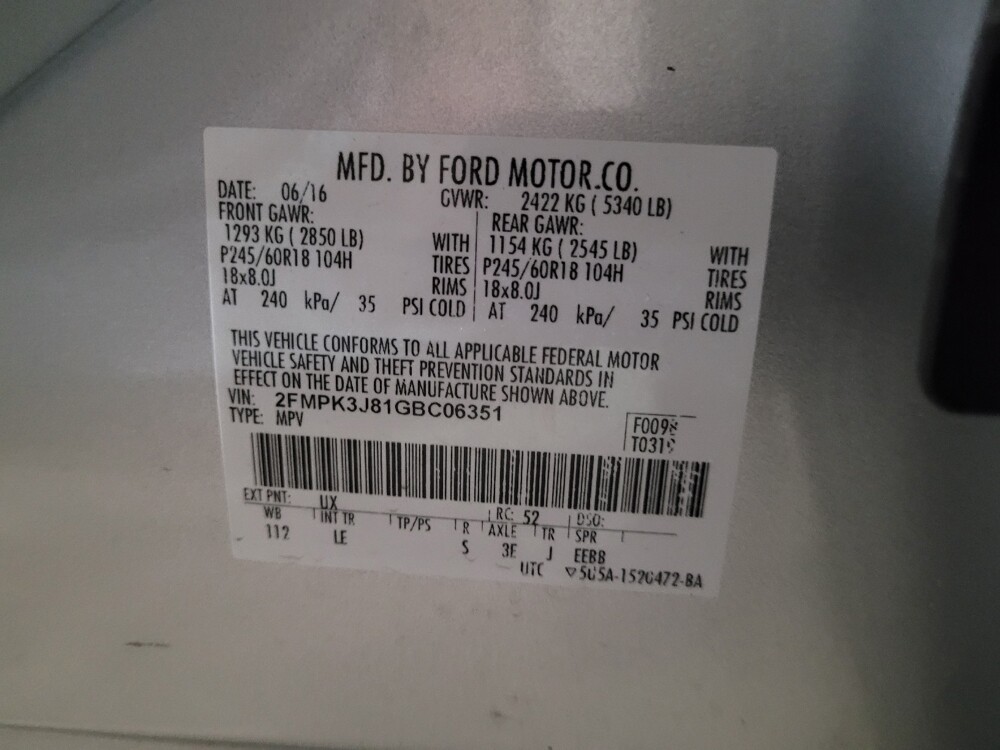 MFD. BY FORD MOTOR.CO.
DATE: 06/16 GVWR: 2422 KG ( 5340 LB)
FRONT GAWR: REAR GAWR:
1293 KG ( 2850 LB) WITH 1154 KG ( 2545 LB) WITH
P245/60R18 104H TIRES P245/60R18 104H TIRES
18x8.0J RIMS 18x8.0J RIMS
AT 240 kPa/ 35 PSI COLD AT 240 kPa/ 35 PSI COLD
THIS VEHICLE CONFORMS TO ALL APPLICABLE FEDERAL MOTOR
VEHICLE SAFETY AND THEFT PREVENTION STANDARDS IN
EFFECT ON THE DATE OF MANUFACTURE SHOWN ABOVE.
VIN: 2FMPK3J81GBC06351
TYPE: MPV
EXT PNT: UX RC: 52 DSO:
WB INT TR TP/PS R AXLE TR SPR
112 LE S 3E J EEBB
UTC